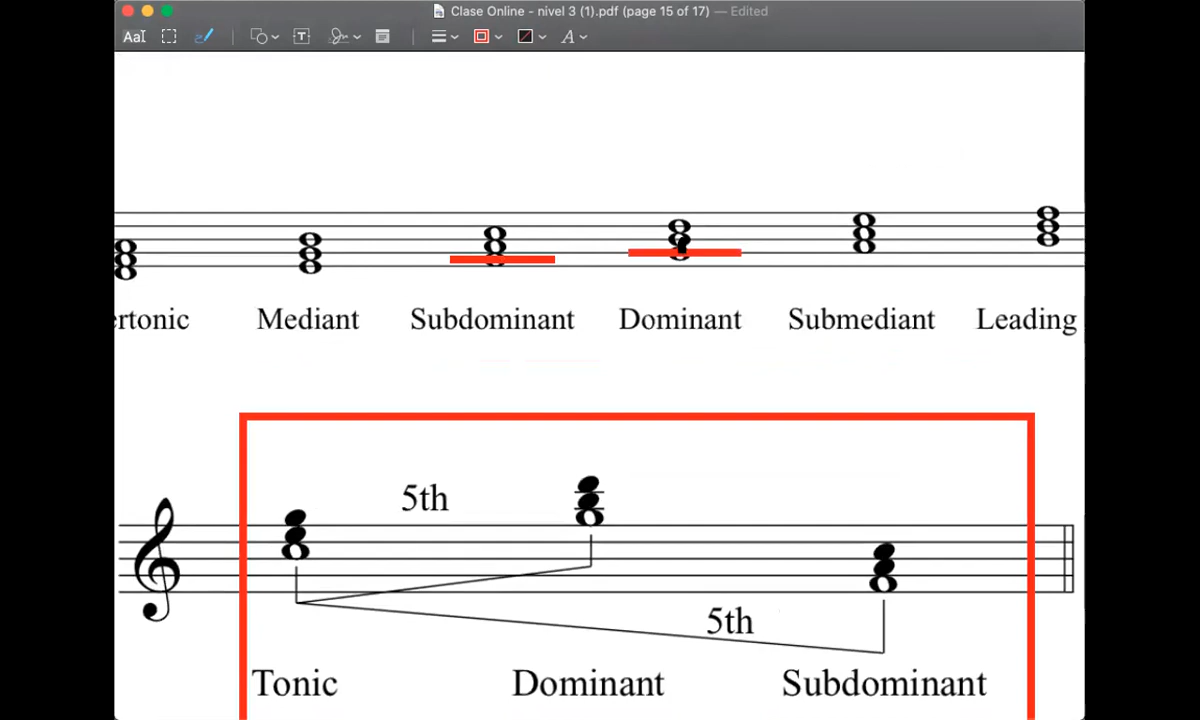 Clase Online - nivel 3 (1).pdf (page 15 of 17) — Edited
AaI T A
ertonic Mediant Subdominant Dominant Submediant Leading
5th
5th
Tonic Dominant Subdominant